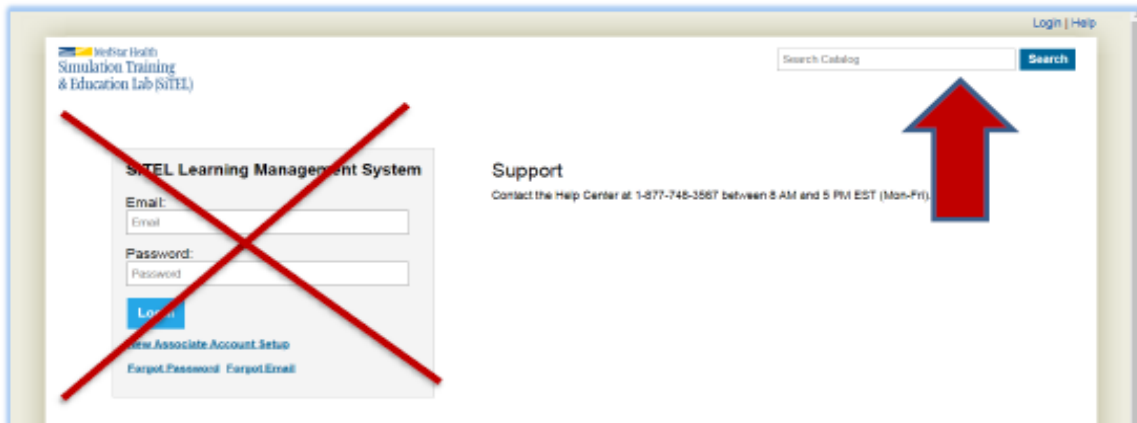 Login | Help
MedStar Health
Simulation Training
& Education Lab (SiTEL)
Search Catalog
Search
SiTEL Learning Management System
Support
Contact the Help Center at 1-877-748-3567 between 8 AM and 5 PM EST (Mon-Fri).
Email:
Email
Password:
Password
Login
New Associate Account Setup
Forgot Password Forgot Email